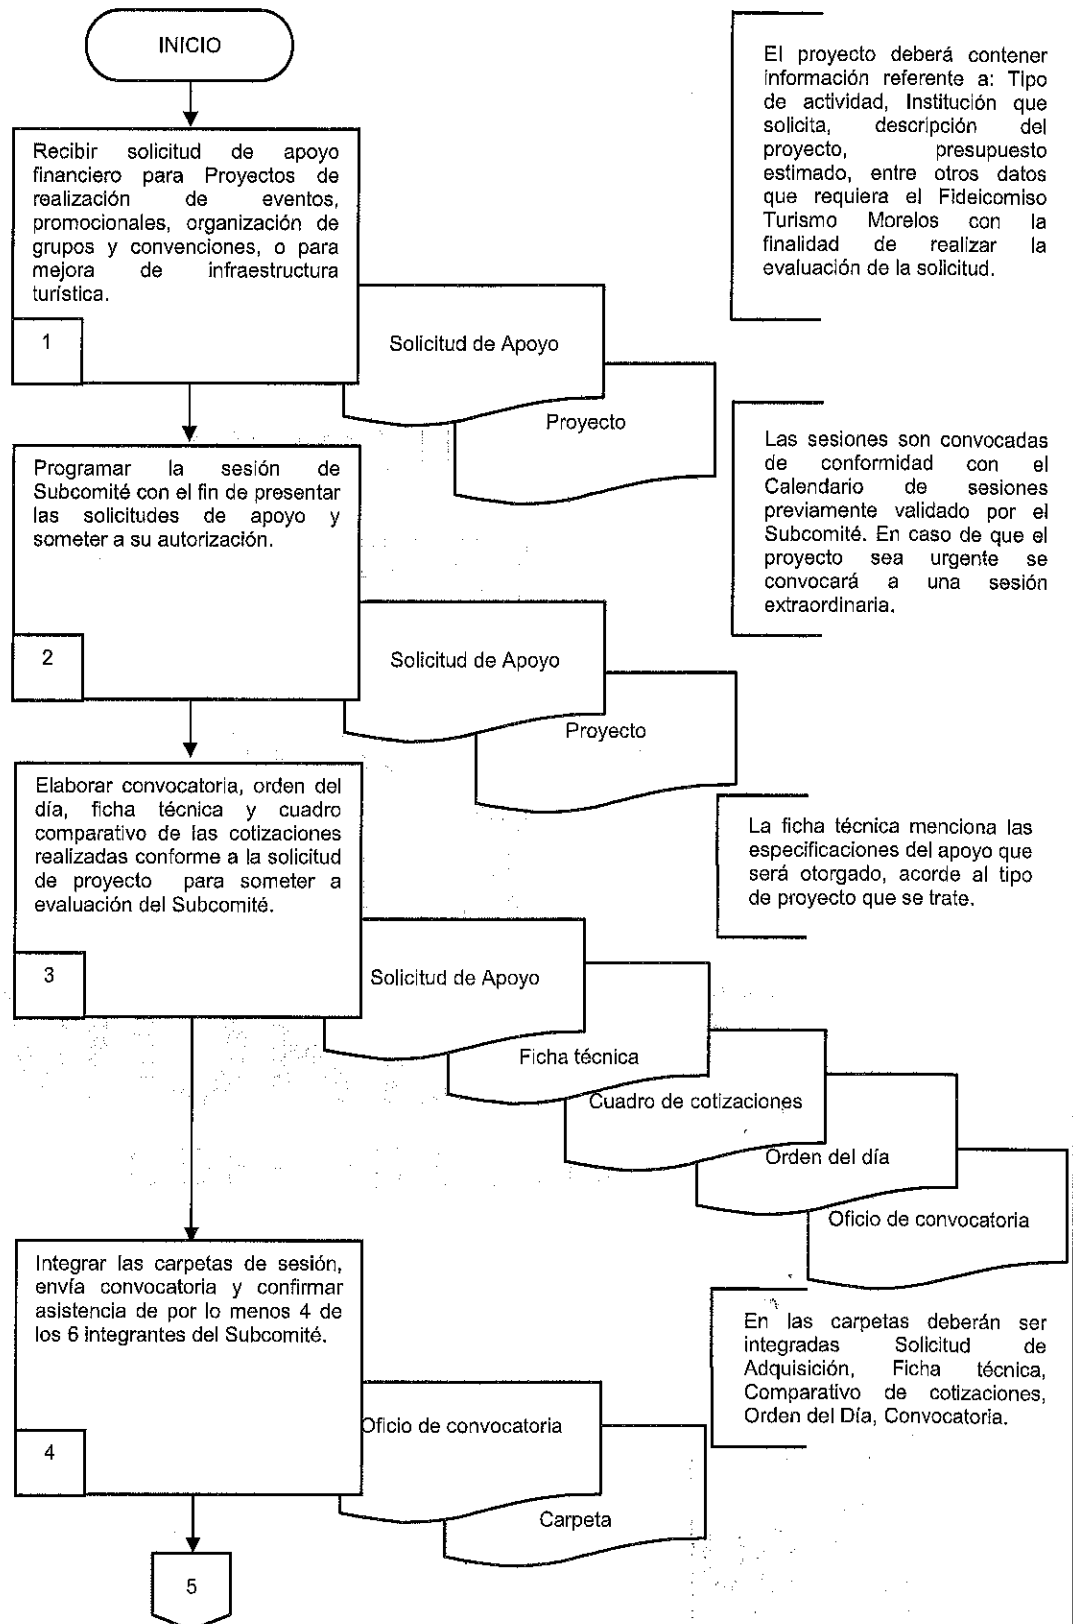 INICIO
Recibir solicitud de apoyo
financiero para Proyectos de
realización de eventos,
promocionales, organización de
grupos y convenciones, o para
mejora de infraestructura
turística.
1
Solicitud de Apoyo
Proyecto
El proyecto deberá contener
información referente a: Tipo
de actividad, Institución que
solicita, descripción del
proyecto, presupuesto
estimado, entre otros datos
que requiera el Fideicomiso
Turismo Morelos con la
finalidad de realizar la
evaluación de la solicitud.
Programar la sesión de
Subcomité con el fin de presentar
las solicitudes de apoyo y
someter a su autorización.
2
Solicitud de Apoyo
Proyecto
Las sesiones son convocadas
de conformidad con el
Calendario de sesiones
previamente validado por el
Subcomité. En caso de que el
proyecto sea urgente se
convocará a una sesión
extraordinaria.
Elaborar convocatoria, orden del
día, ficha técnica y cuadro
comparativo de las cotizaciones
realizadas conforme a la solicitud
de proyecto para someter a
evaluación del Subcomité.
3
Solicitud de Apoyo
Ficha técnica
Cuadro de cotizaciones
Orden del día
Oficio de convocatoria
La ficha técnica menciona las
especificaciones del apoyo que
será otorgado, acorde al tipo
de proyecto que se trate.
Integrar las carpetas de sesión,
envía convocatoria y confirmar
asistencia de por lo menos 4 de
los 6 integrantes del Subcomité.
4
Oficio de convocatoria
Carpeta
En las carpetas deberán ser
integradas Solicitud de
Adquisición, Ficha técnica,
Comparativo de cotizaciones,
Orden del Día, Convocatoria.
5